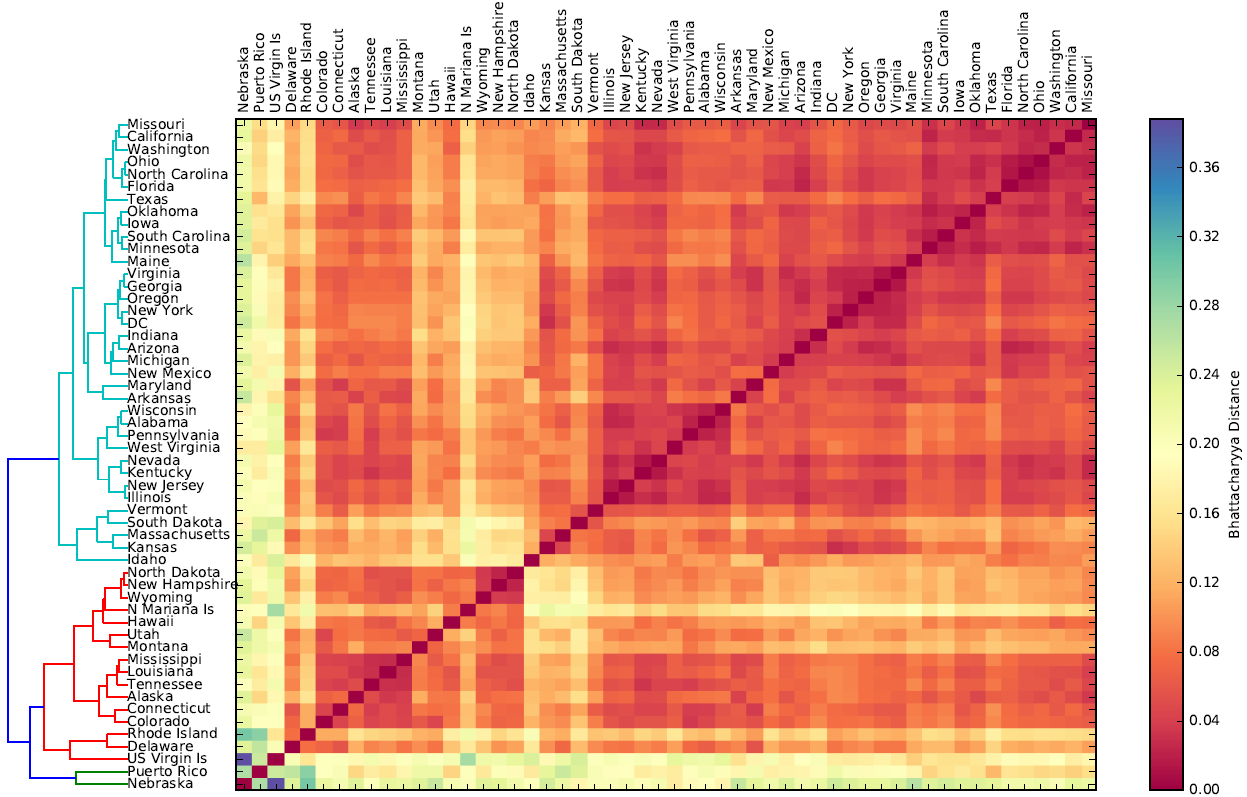 Nebraska
Puerto Rico
US Virgin Is
Delaware
Rhode Island
Colorado
Connecticut
Alaska
Tennessee
Louisiana
Mississippi
Montana
Utah
Hawaii
N Mariana Is
Wyoming
New Hampshire
North Dakota
Idaho
Kansas
Massachusetts
South Dakota
Vermont
Illinois
New Jersey
Kentucky
Nevada
West Virginia
Pennsylvania
Alabama
Wisconsin
Arkansas
Maryland
New Mexico
Michigan
Arizona
Indiana
DC
New York
Oregon
Georgia
Virginia
Maine
Minnesota
South Carolina
Iowa
Oklahoma
Texas
Florida
North Carolina
Ohio
Washington
California
Missouri
Missouri
California
Washington
Ohio
North Carolina
Florida
Texas
Oklahoma
Iowa
South Carolina
Minnesota
Maine
Virginia
Georgia
Oregon
New York
DC
Indiana
Arizona
Michigan
New Mexico
Maryland
Arkansas
Wisconsin
Alabama
Pennsylvania
West Virginia
Nevada
Kentucky
New Jersey
Illinois
Vermont
South Dakota
Massachusetts
Kansas
Idaho
North Dakota
New Hampshire
Wyoming
N Mariana Is
Hawaii
Utah
Montana
Mississippi
Louisiana
Tennessee
Alaska
Connecticut
Colorado
Rhode Island
Delaware
US Virgin Is
Puerto Rico
Nebraska
0.36
0.32
0.28
0.24
0.20
0.16
0.12
0.08
0.04
0.00
Bhattacharyya Distance